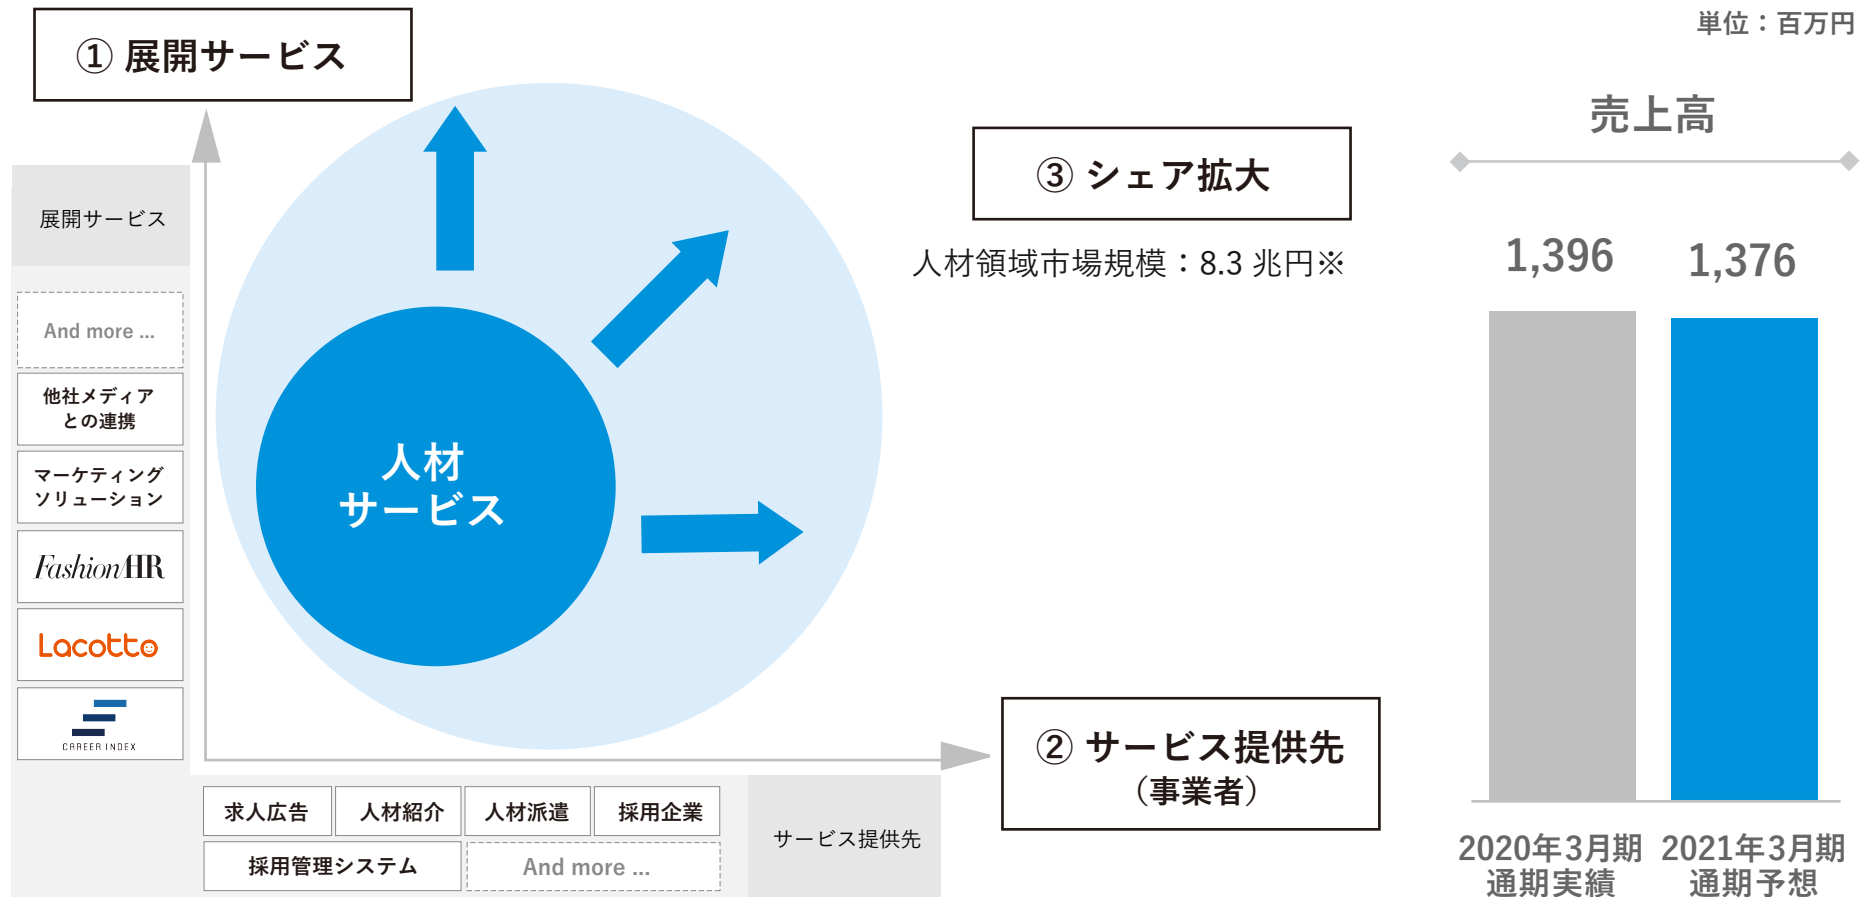 ① 展開サービス
単位：百万円
売上高
展開サービス
③ シェア拡大
人材領域市場規模：8.3 兆円※
1,396
1,376
And more ...
他社メディア
との連携
マーケティング
ソリューション
人材
サービス
FashionHR
Lacotto
CAREER INDEX
② サービス提供先
（事業者）
求人広告
人材紹介
人材派遣
採用企業
サービス提供先
採用管理システム
And more ...
2020年3月期
通期実績
2021年3月期
通期予想